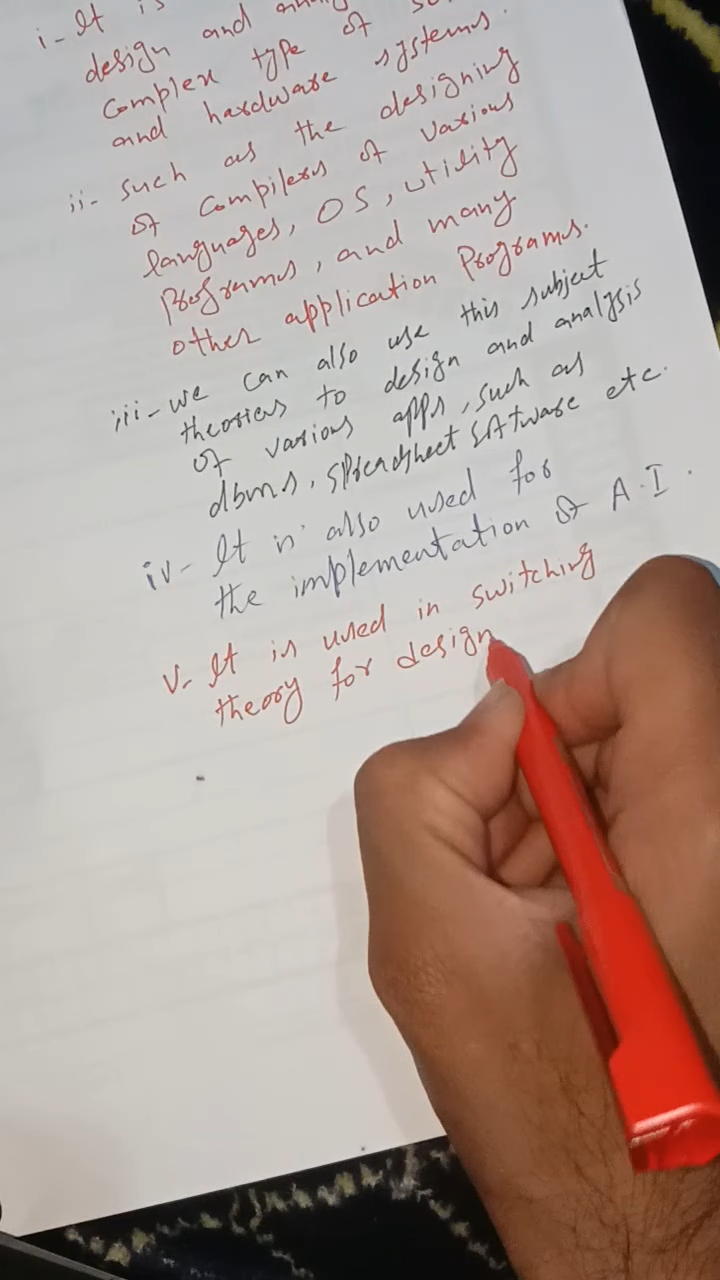 i- It is
design and
complex type of
and hardware systems.
ii- such as the designing
of compilers of various
languages, OS, utility
programs, and many
other application Programs.
iii- we can also use this subject
theories to design and analysis
of various apps, such as
dbms, spreadsheet software etc.
iv- It is also used for
the implementation of A.I.
v. It is used in switching
theory for design